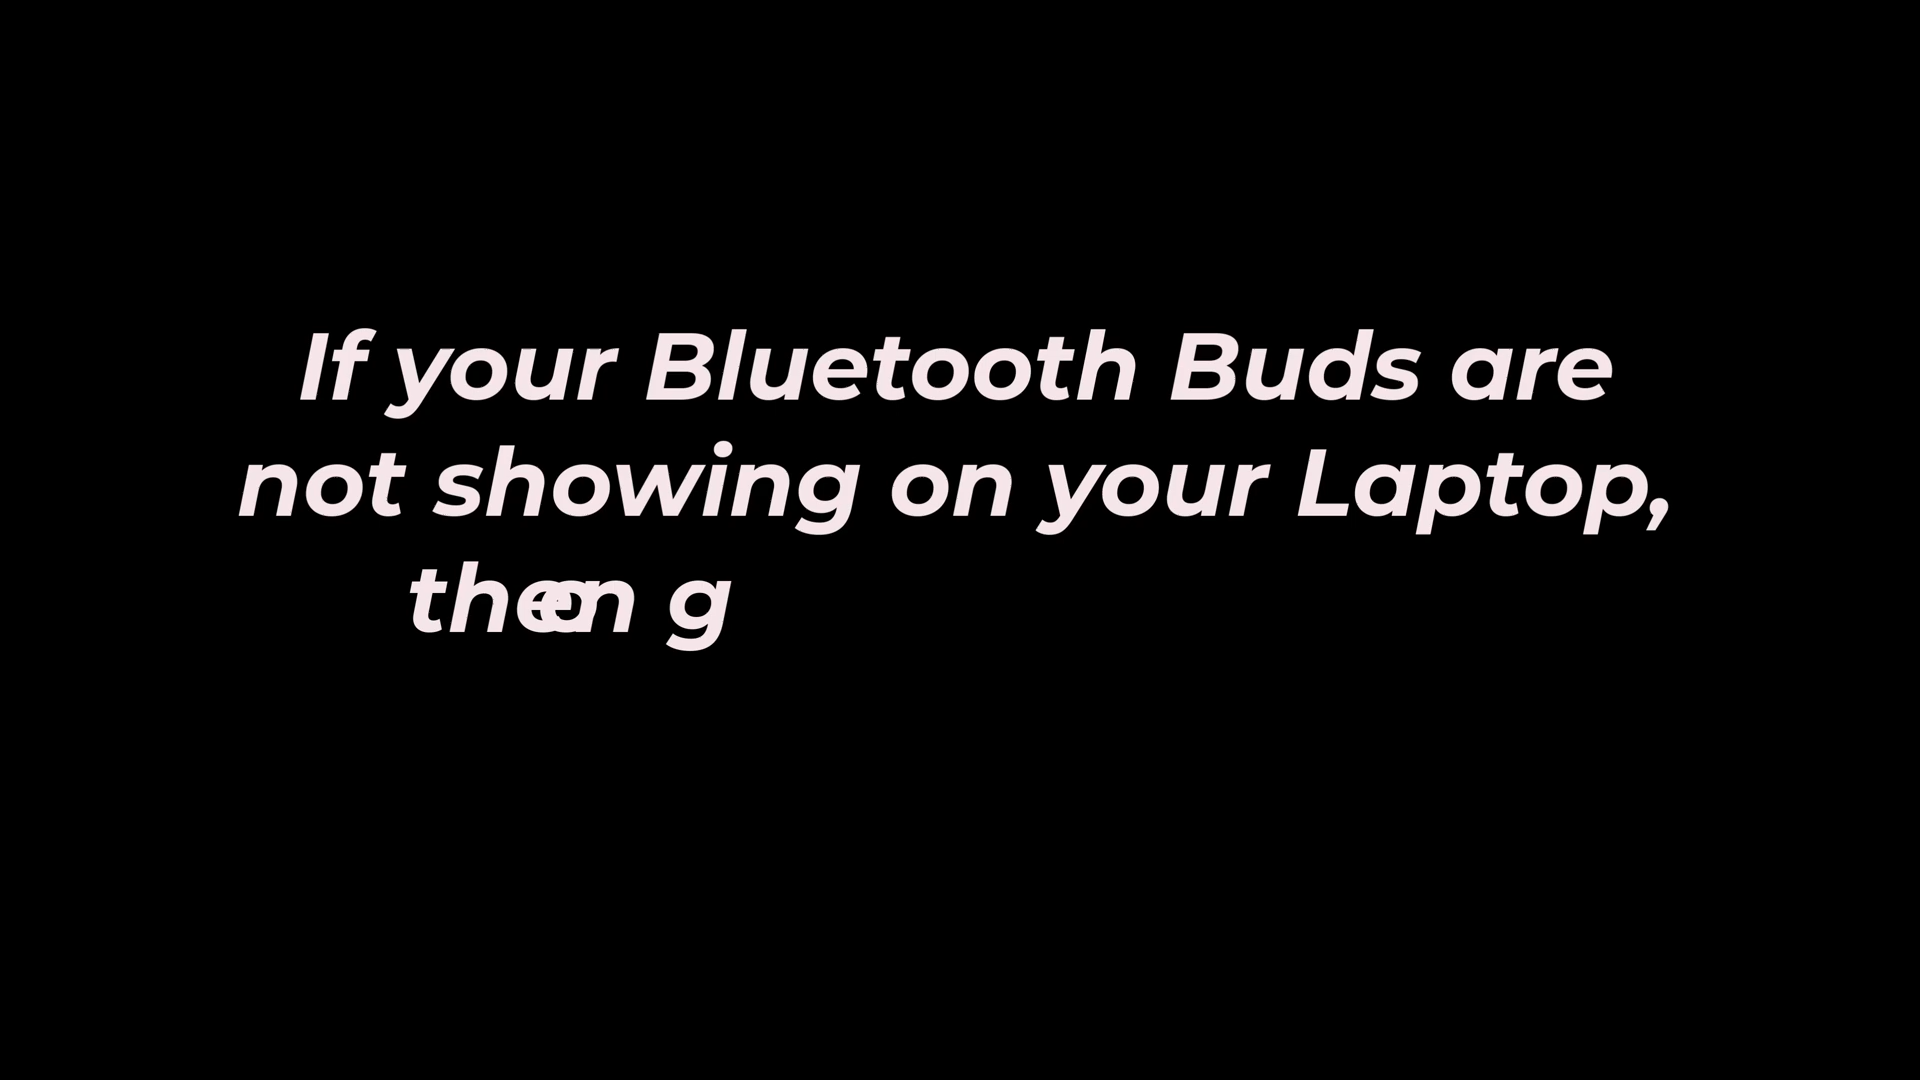 If your Bluetooth Buds are
not showing on your Laptop,
then g